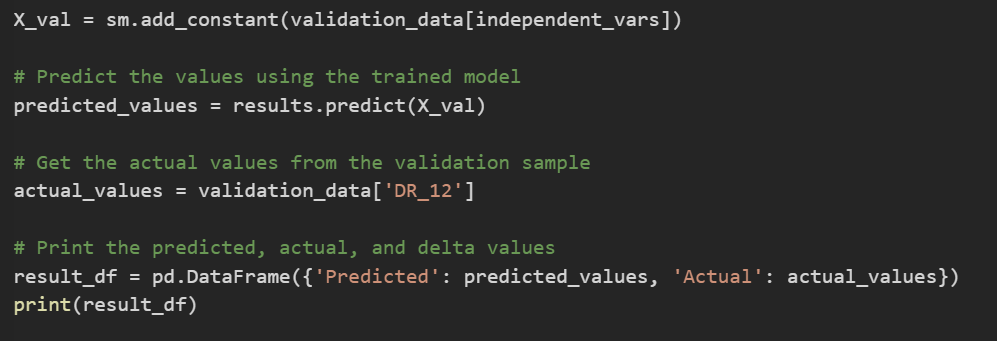 X_val = sm.add_constant(validation_data[independent_vars])
# Predict the values using the trained model
predicted_values = results.predict(X_val)
# Get the actual values from the validation sample
actual_values = validation_data['DR_12']
# Print the predicted, actual, and delta values
result_df = pd.DataFrame({'Predicted': predicted_values, 'Actual': actual_values})
print(result_df)